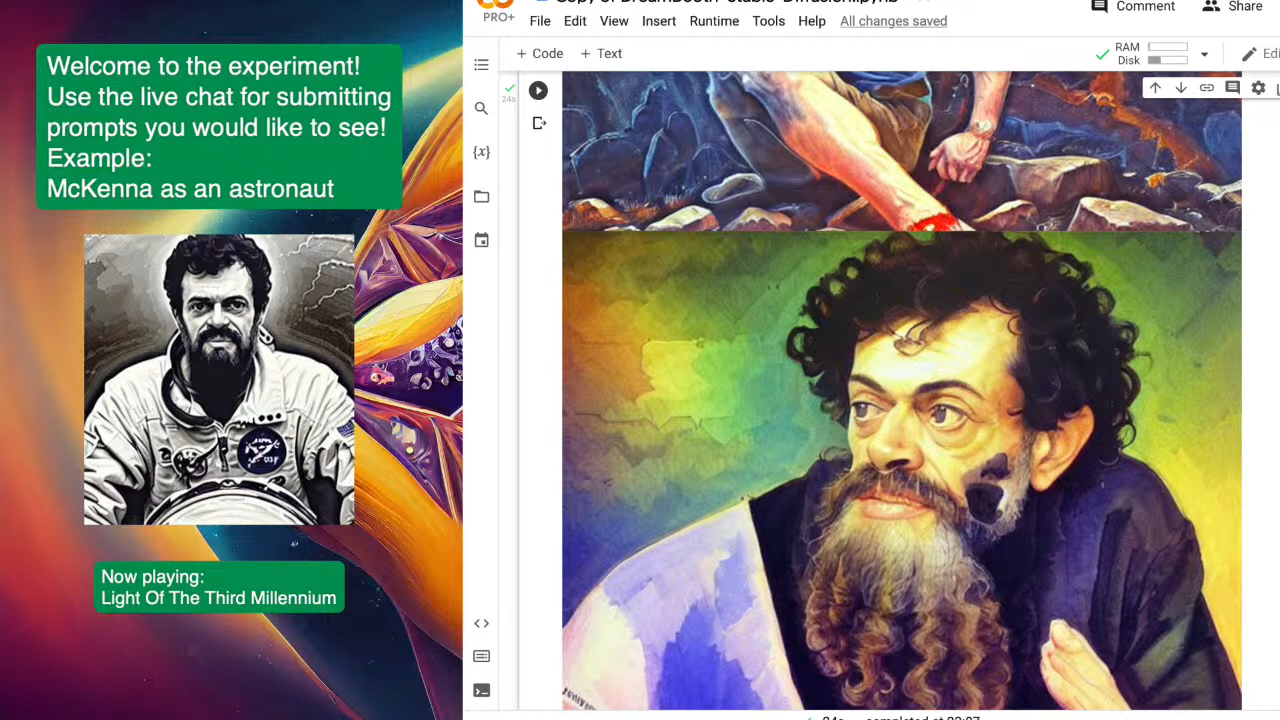 Welcome to the experiment!
Use the live chat for submitting
prompts you would like to see!
Example:
McKenna as an astronaut
Now playing:
Light Of The Third Millennium
PRO+
File Edit View Insert Runtime Tools Help All changes saved
Comment Share
+ Code + Text
RAM
Disk
Edi
24s
{x}